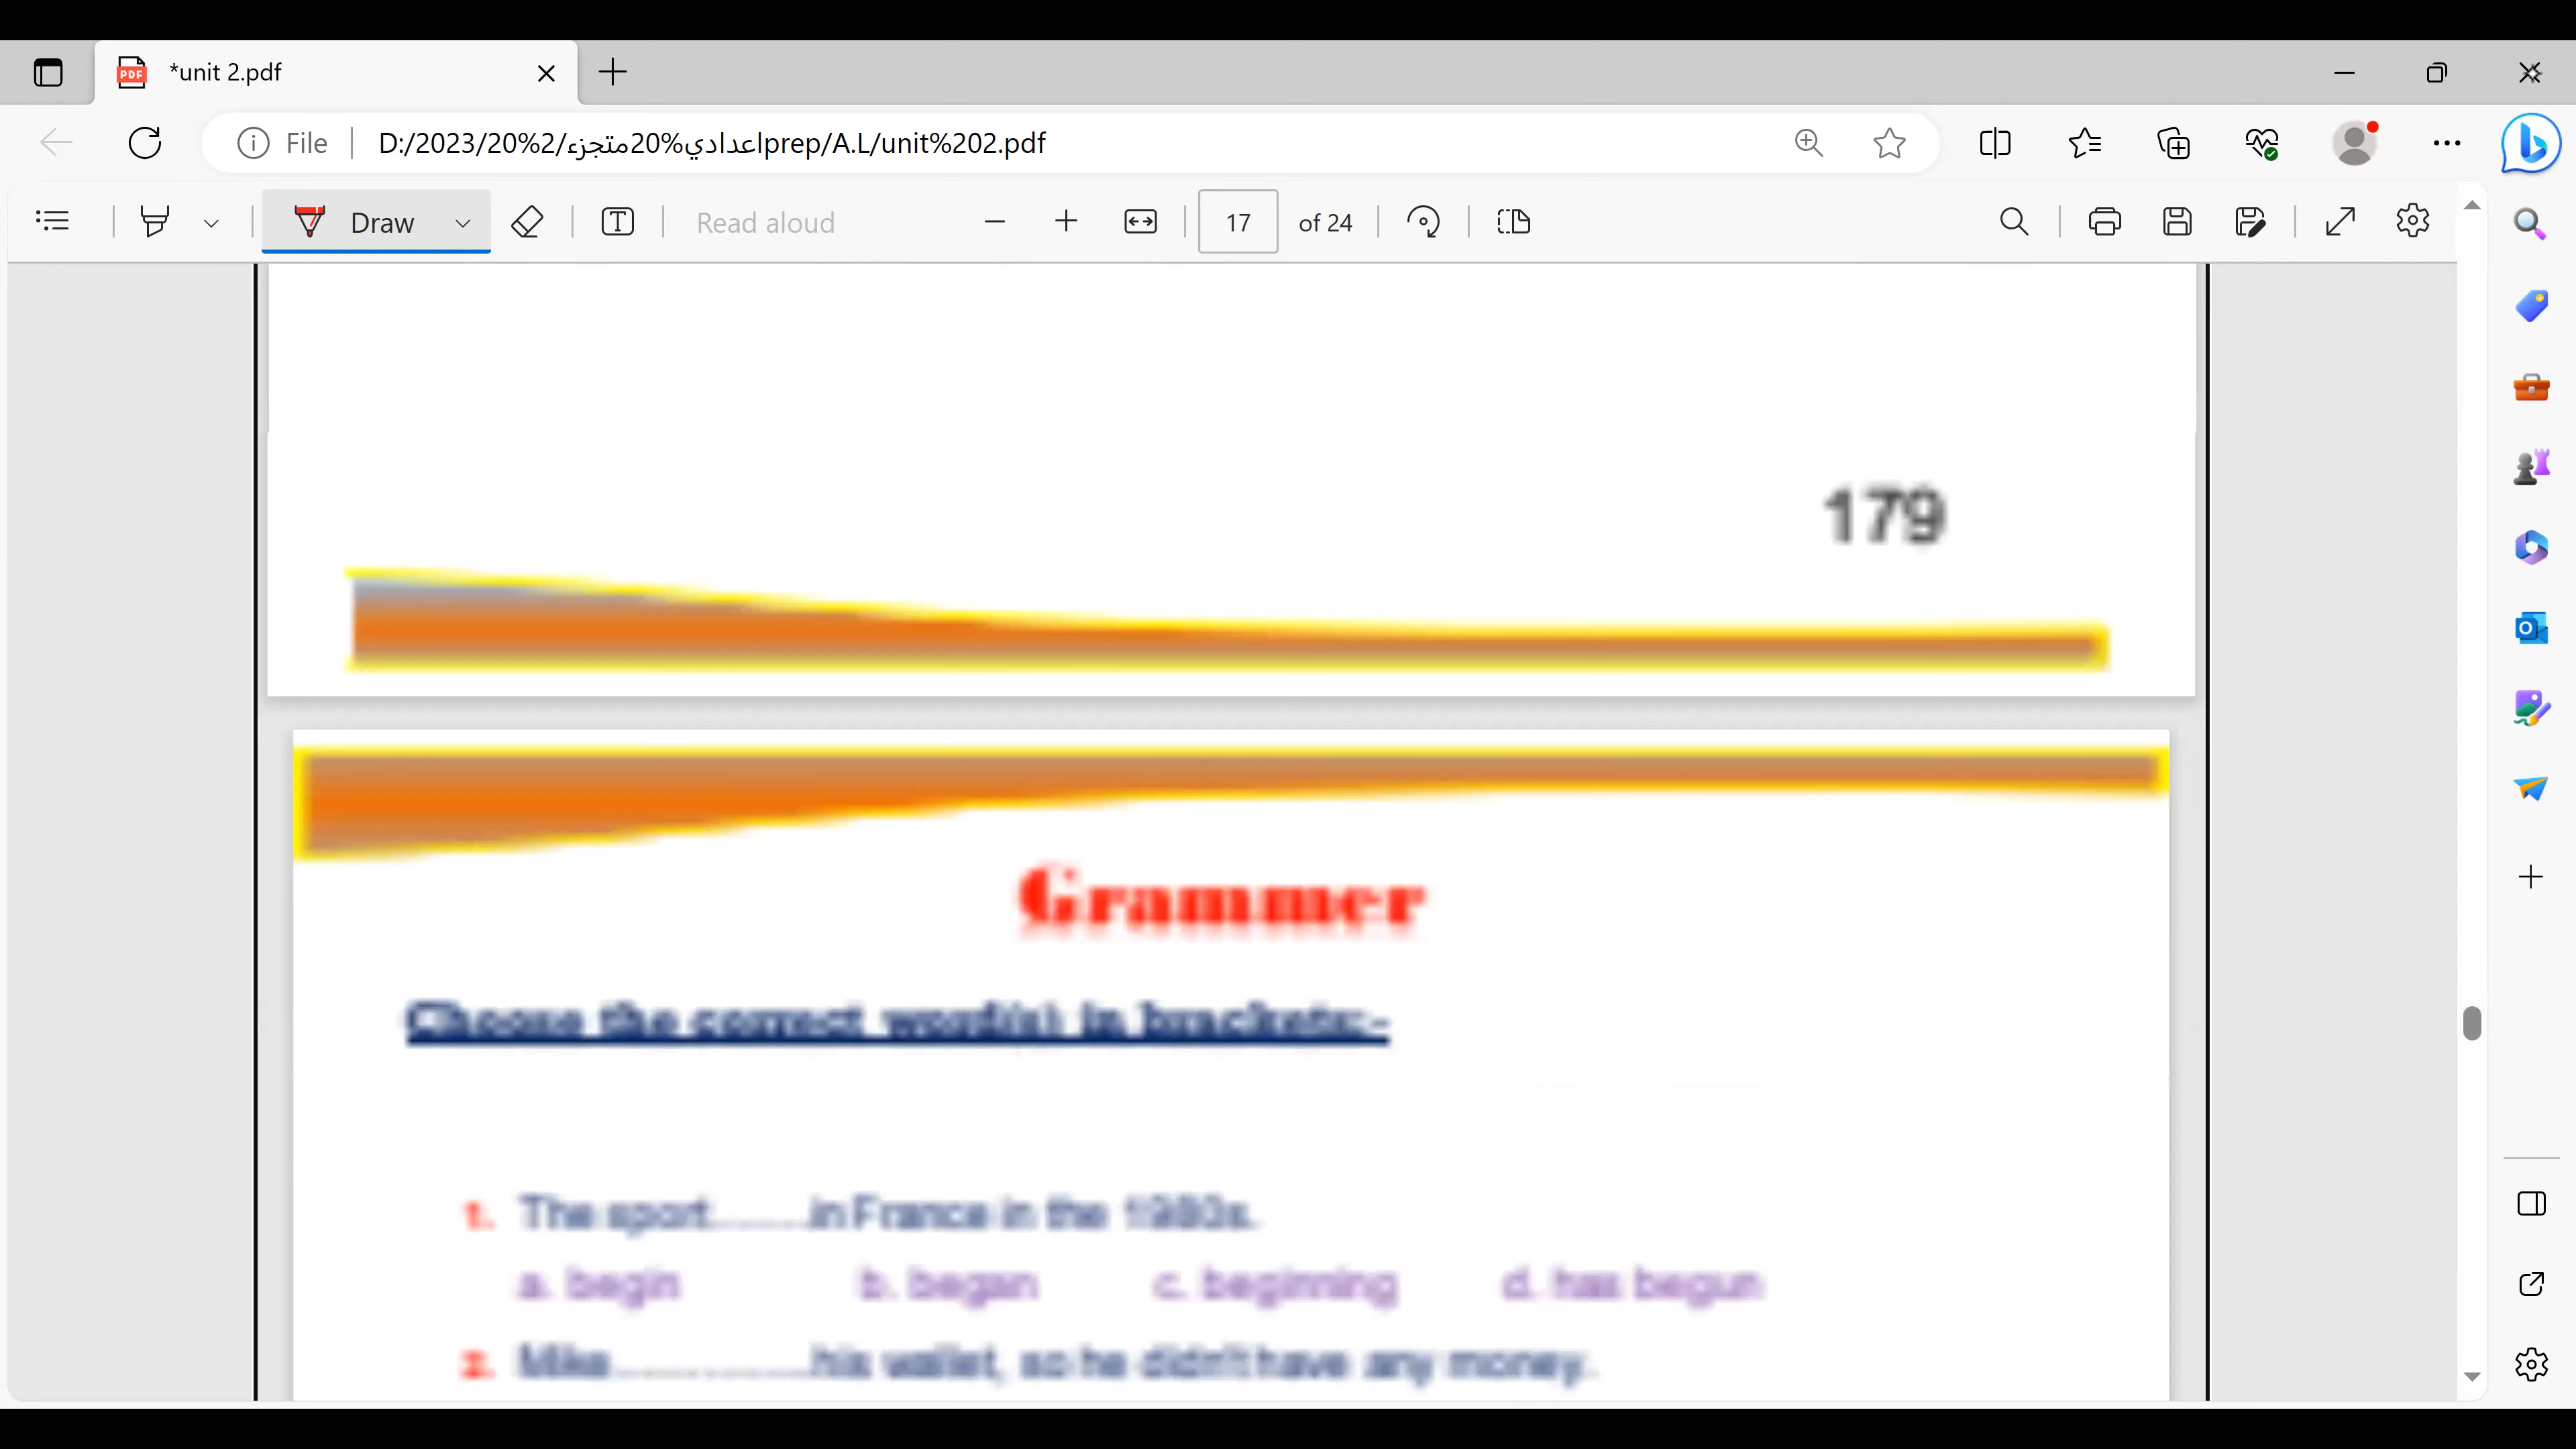 *unit 2.pdf
File
D:/2023/20%2/اعدادي%20متجزءprep/A.L/unit%202.pdf
Draw
Read aloud
17 of 24
179
Grammer
Choose the correct word(s) in brackets:-
1. The sport..........in France in the 1980s.
a. begin b. began c. beginning d. has begun
2. Mike....................his wallet, so he didn't have any money.